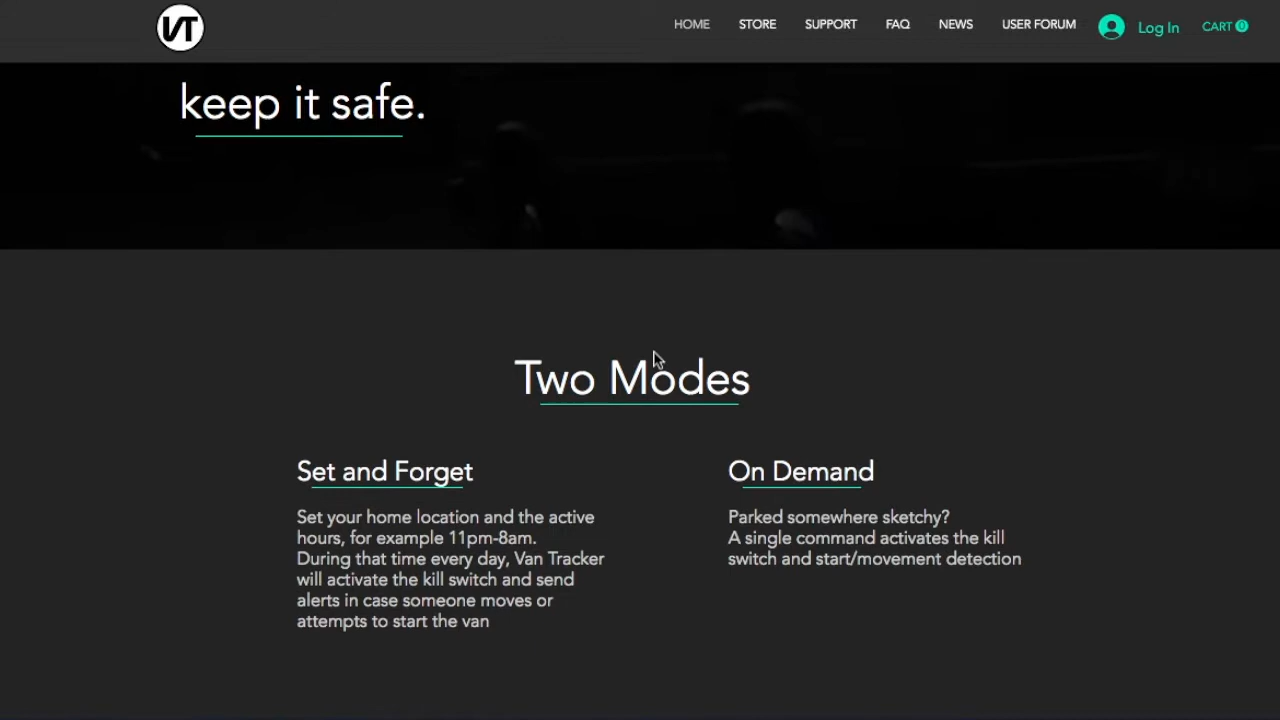 VT
HOME STORE SUPPORT FAQ NEWS USER FORUM Log In CART 0
keep it safe.
Two Modes
Set and Forget
Set your home location and the active
hours, for example 11pm-8am.
During that time every day, Van Tracker
will activate the kill switch and send
alerts in case someone moves or
attempts to start the van
On Demand
Parked somewhere sketchy?
A single command activates the kill
switch and start/movement detection